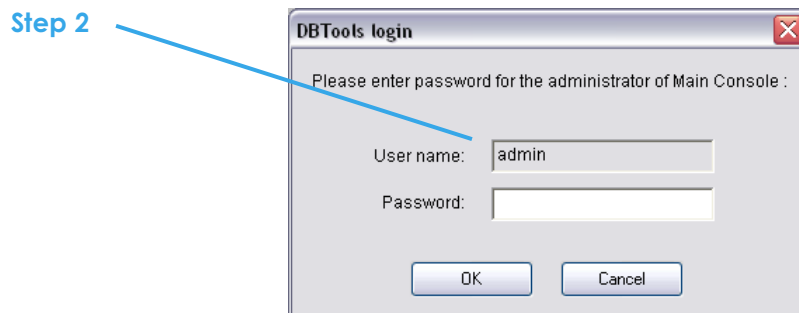 Step 2
DBTools login
Please enter password for the administrator of Main Console :
User name: admin
Password:
OK Cancel